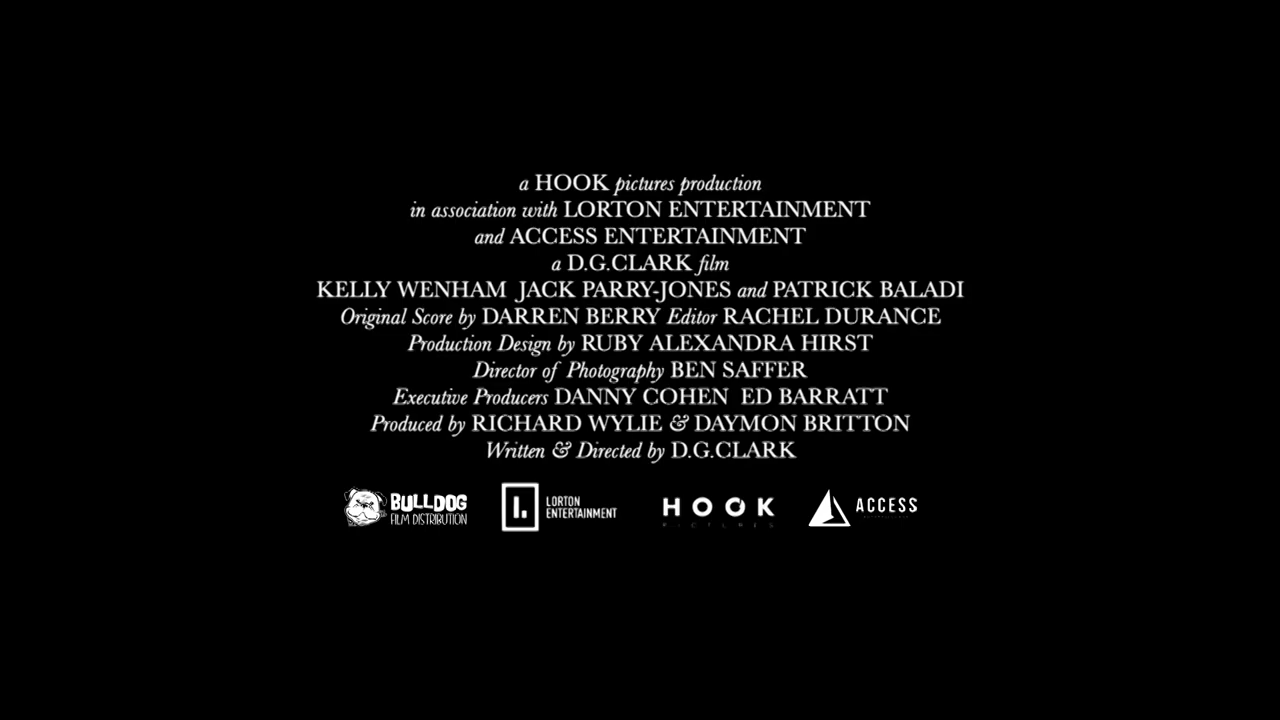 a HOOK pictures production
in association with LORTON ENTERTAINMENT
and ACCESS ENTERTAINMENT
a D.G.CLARK film
KELLY WENHAM JACK PARRY-JONES and PATRICK BALADI
Original Score by DARREN BERRY Editor RACHEL DURANCE
Production Design by RUBY ALEXANDRA HIRST
Director of Photography BEN SAFFER
Executive Producers DANNY COHEN ED BARRATT
Produced by RICHARD WYLIE & DAYMON BRITTON
Written & Directed by D.G.CLARK
BULLDOG
FILM DISTRIBUTION
LORTON
ENTERTAINMENT
HOOK
PICTURES
ACCESS